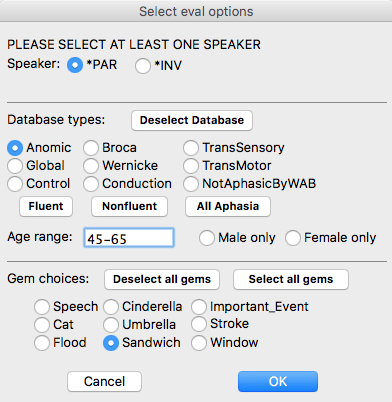 Select eval options
PLEASE SELECT AT LEAST ONE SPEAKER
Speaker: *PAR *INV
Database types: Deselect Database
Anomic Broca TransSensory
Global Wernicke TransMotor
Control Conduction NotAphasicByWAB
Fluent Nonfluent All Aphasia
Age range: 45-65 Male only Female only
Gem choices: Deselect all gems Select all gems
Speech Cinderella Important_Event
Cat Umbrella Stroke
Flood Sandwich Window
Cancel OK